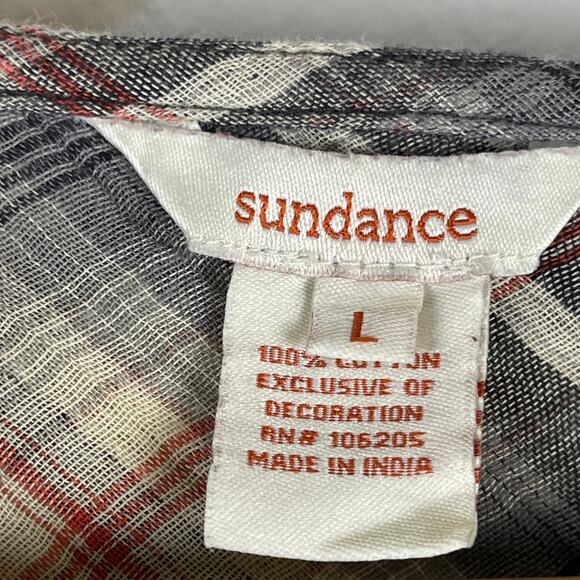 sundance
L
100% COTTON
EXCLUSIVE OF
DECORATION
RN# 106205
MADE IN INDIA